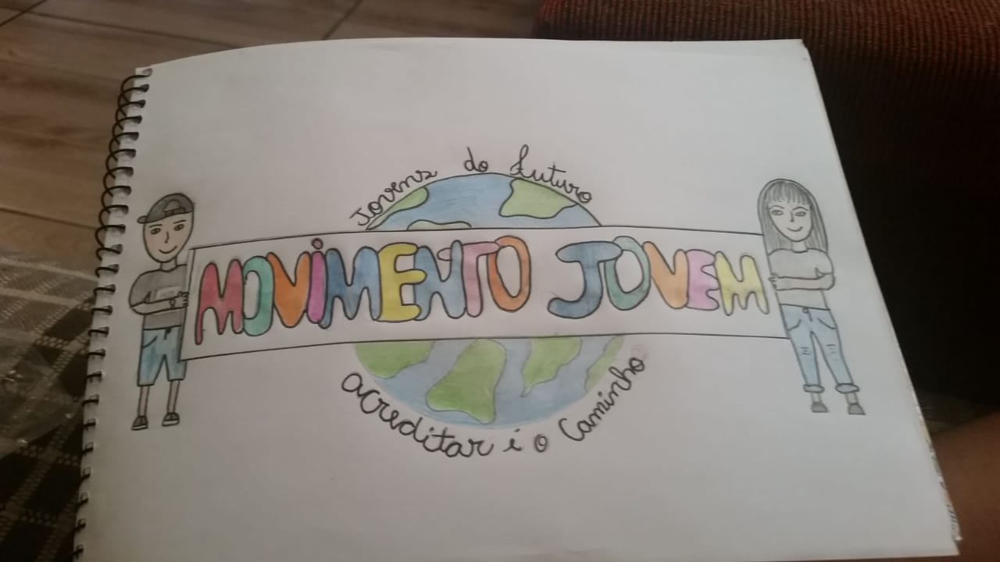 Jovens do futuro
MOVIMENTO JOVEM
acreditar é o Caminho